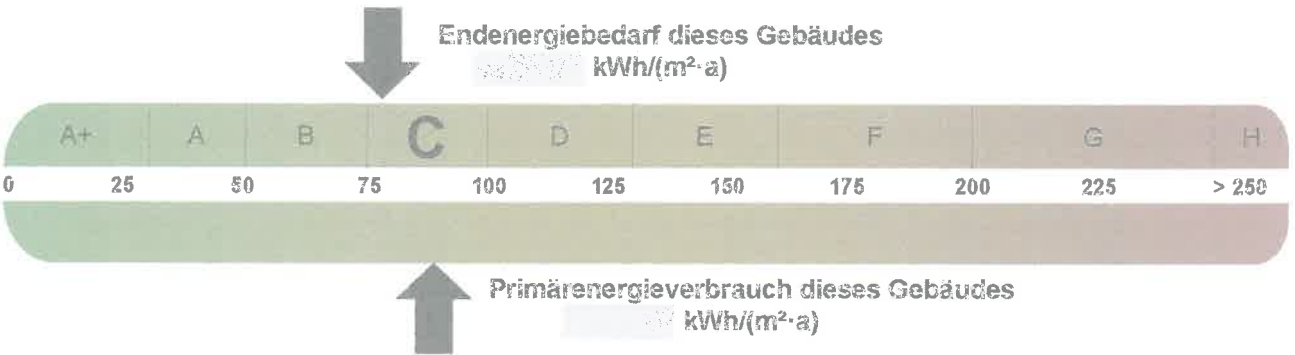 Endenergiebedarf dieses Gebäudes
kWh/(m²·a)
A+ A B C D E F G H
0 25 50 75 100 125 150 175 200 225 > 250
Primärenergieverbrauch dieses Gebäudes
kWh/(m²·a)